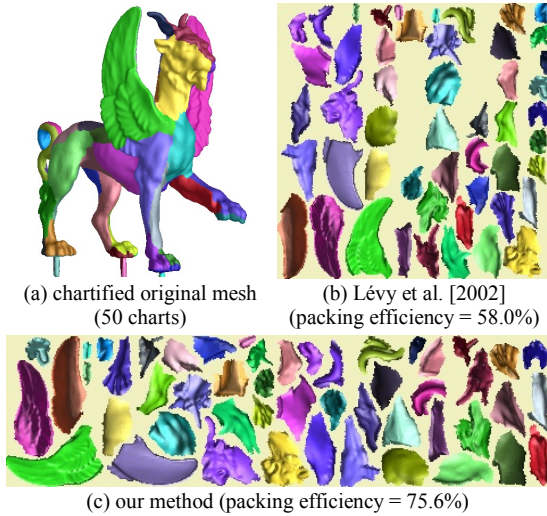 (a) chartified original mesh
(50 charts)
(b) Lévy et al. [2002]
(packing efficiency = 58.0%)
(c) our method (packing efficiency = 75.6%)